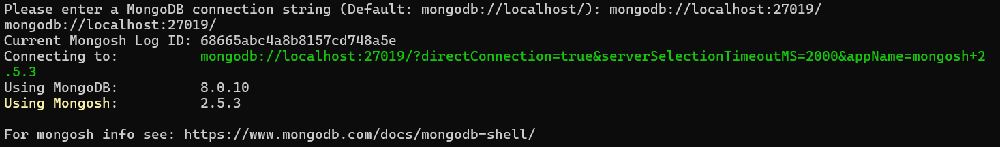 Please enter a MongoDB connection string (Default: mongodb://localhost/): mongodb://localhost:27019/
mongodb://localhost:27019/
Current Mongosh Log ID: 68665abc4a8b8157cd748a5e
Connecting to: mongodb://localhost:27019/?directConnection=true&serverSelectionTimeoutMS=2000&appName=mongosh+2
.5.3
Using MongoDB: 8.0.10
Using Mongosh: 2.5.3
For mongosh info see: https://www.mongodb.com/docs/mongodb-shell/